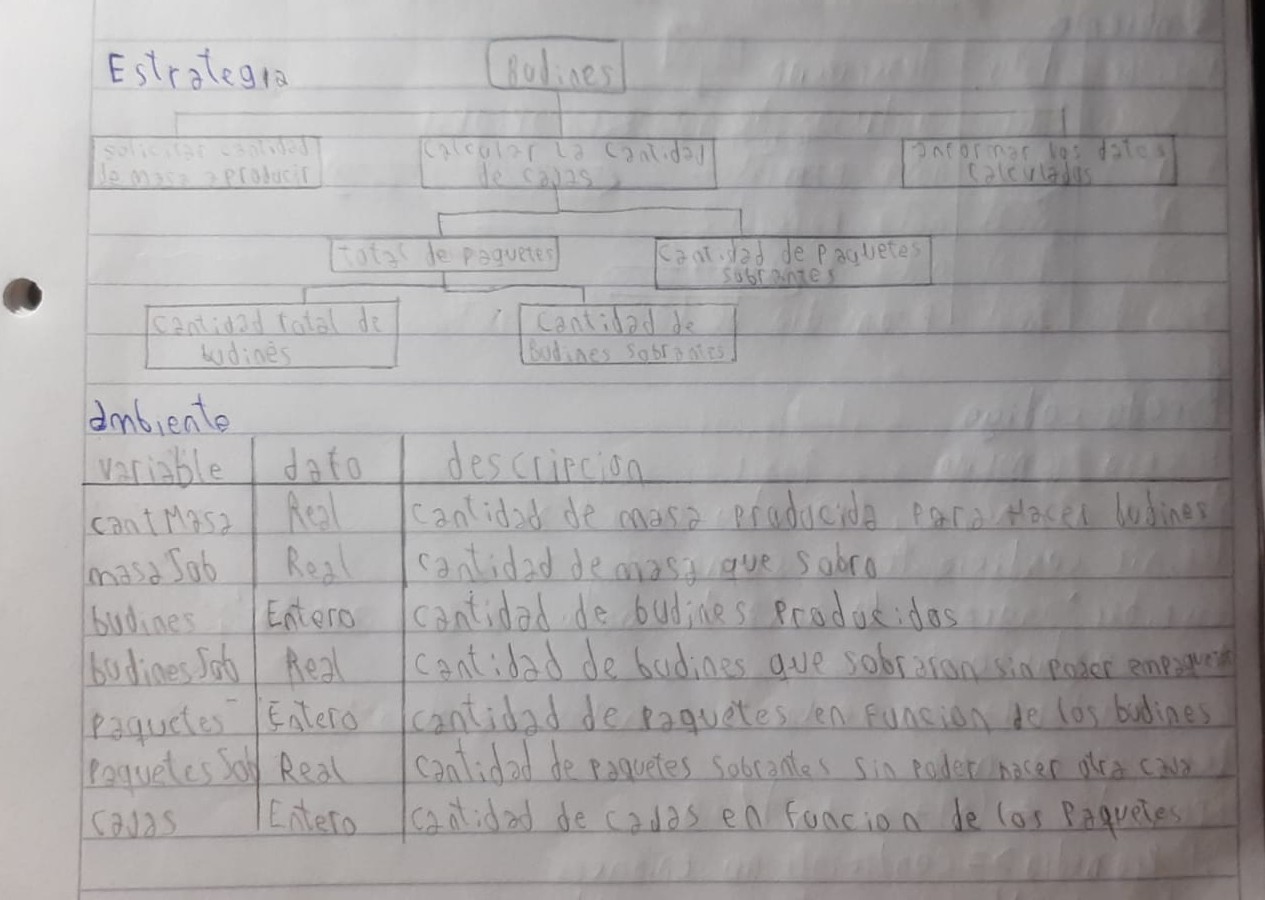 Estrategia
Budines
solicitar cantidad
de masa a producir
calcular la cantidad
de cajas
informar los datos
calculados
total de paquetes
cantidad de paquetes
sobrantes
cantidad total de
budines
cantidad de
budines sobrantes
ambiente
variable dato descripcion
cantMasa Real cantidad de masa producida para Hacer budines
masaSob Real cantidad de masa que sobro
budines Entero cantidad de budines producidos
budinesSob Real cantidad de budines que sobraron sin poder
paquetes Entero cantidad de paquetes en funcion de los budines
paquetesSob Real cantidad de paquetes sobrantes sin poder hacer otra
cajas Entero cantidad de cajas en funcion de los paquetes